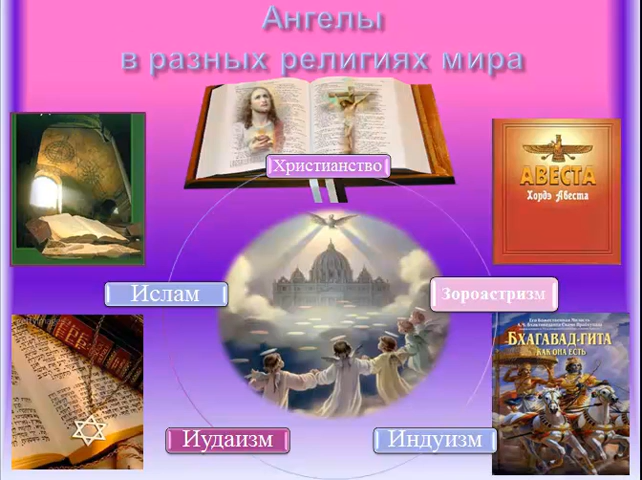 Ангелы
в разных религиях мира
Христианство
АВЕСТА
Хордэ Авеста
Ислам
Зороастризм
БХАГАВАД-ГИТА
КАК ОНА ЕСТЬ
Иудаизм
Индуизм